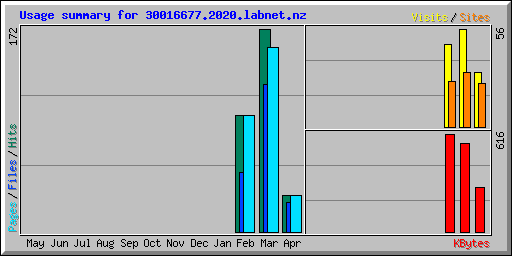 Usage summary for 30016677.2020.labnet.nz
Visits / Sites
172
56
Pages / Files / Hits
616
May Jun Jul Aug Sep Oct Nov Dec Jan Feb Mar Apr
KBytes